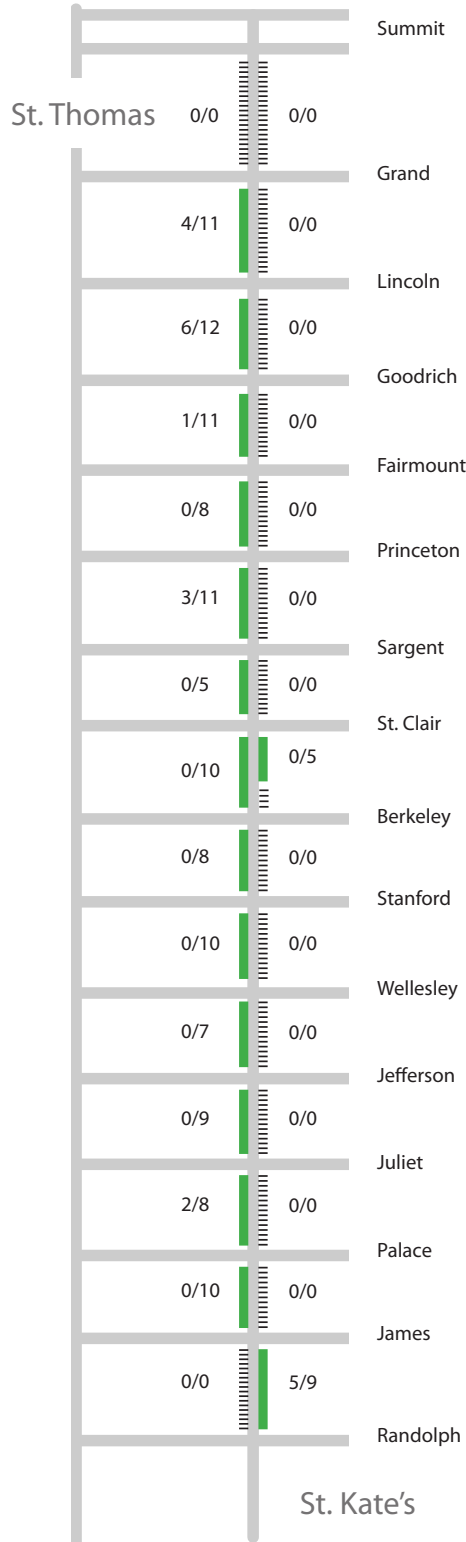 Summit
St. Thomas 0/0 0/0
Grand
4/11 0/0
Lincoln
6/12 0/0
Goodrich
1/11 0/0
Fairmount
0/8 0/0
Princeton
3/11 0/0
Sargent
0/5 0/0
St. Clair
0/5
0/10
Berkeley
0/8 0/0
Stanford
0/10 0/0
Wellesley
0/7 0/0
Jefferson
0/9 0/0
Juliet
2/8 0/0
Palace
0/10 0/0
James
0/0 5/9
Randolph
St. Kate's